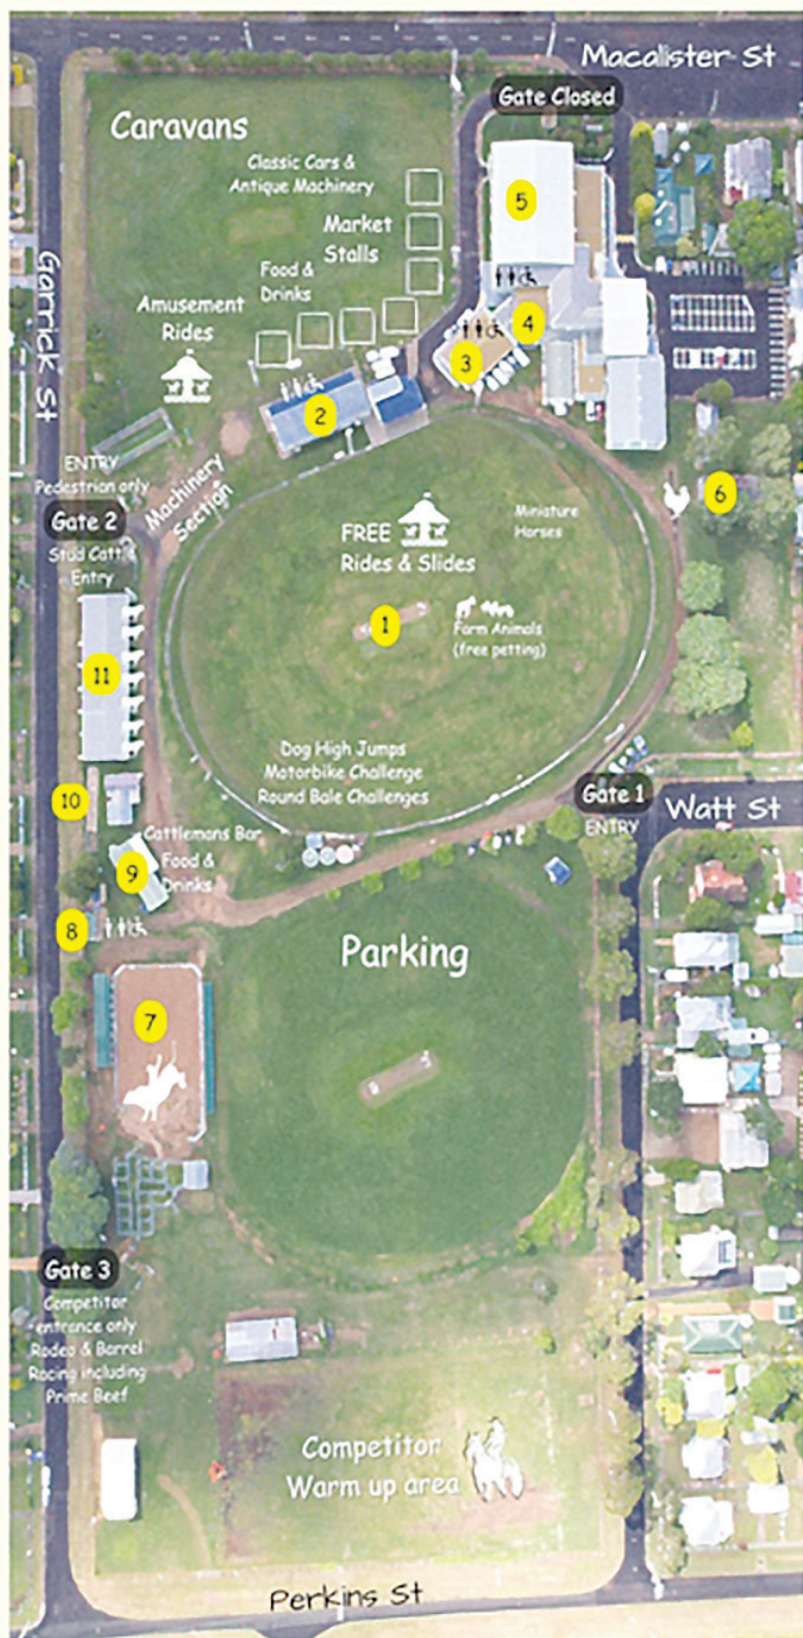 Macalister St
Gate Closed
Caravans
Classic Cars &
Antique Machinery
5
Market
Stalls
Garrick St
Food &
Drinks
Amusement
Rides
4
3
2
ENTRY
Pedestrian only
Machinery
Section
6
Gate 2
Stud Cattle
Entry
FREE
Rides & Slides
Miniature
Horses
1
Farm Animals
(free petting)
11
Dog High Jumps
Motorbike Challenge
Round Bale Challenges
10
Gate 1
ENTRY
Watt St
Cattlemans Bar
Food &
Drinks
9
8
Parking
7
Gate 3
Competitor
entrance only
Rodeo & Barrel
Racing including
Prime Beef
Competitor
Warm up area
Perkins St